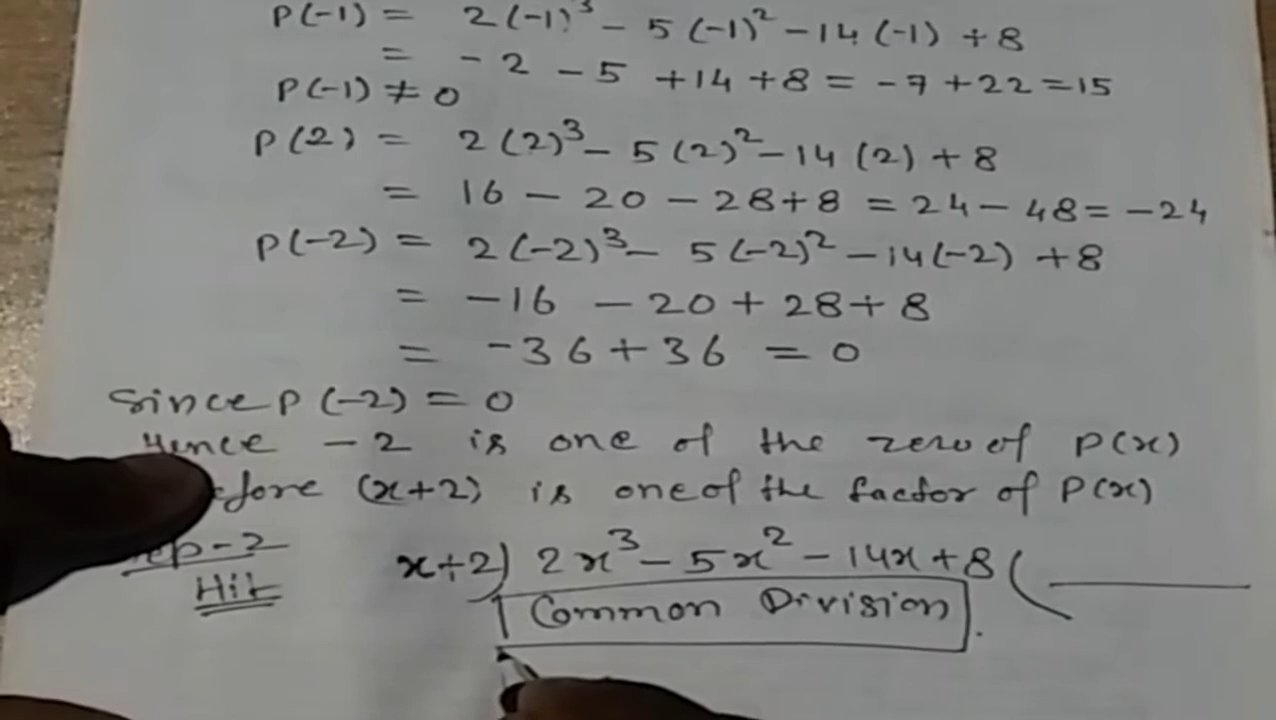 P(-1) = 2(-1)³ - 5(-1)² - 14(-1) + 8
= -2 - 5 + 14 + 8 = -7 + 22 = 15
P(-1) ≠ 0
P(2) = 2(2)³ - 5(2)² - 14(2) + 8
= 16 - 20 - 28 + 8 = 24 - 48 = -24
P(-2) = 2(-2)³ - 5(-2)² - 14(-2) + 8
= -16 - 20 + 28 + 8
= -36 + 36 = 0
Since P(-2) = 0
Hence -2 is one of the zero of P(x)
(x+2) is one of the factor of P(x)
x+2) 2x³ - 5x² - 14x + 8 (
Hit
Common Division.